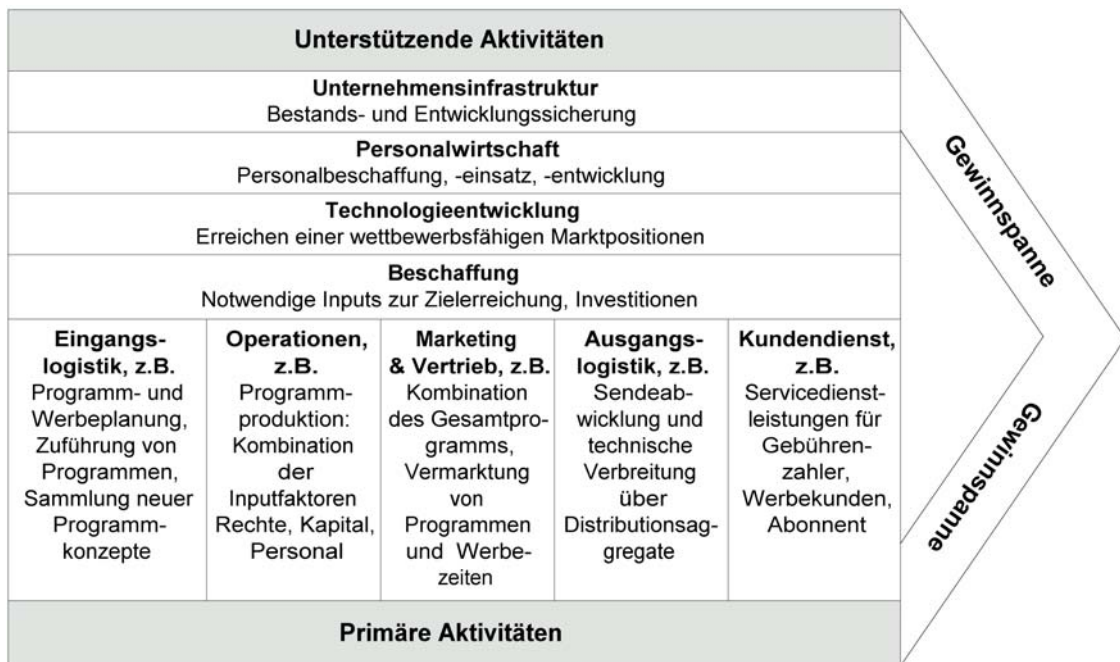 Unterstützende Aktivitäten
Unternehmensinfrastruktur
Bestands- und Entwicklungssicherung
Personalwirtschaft
Personalbeschaffung, -einsatz, -entwicklung
Technologieentwicklung
Erreichen einer wettbewerbsfähigen Marktpositionen
Beschaffung
Notwendige Inputs zur Zielerreichung, Investitionen
Eingangs-
logistik, z.B.
Programm- und
Werbeplanung,
Zuführung von
Programmen,
Sammlung neuer
Programm-
konzepte
Operationen,
z.B.
Programm-
produktion:
Kombination
der
Inputfaktoren
Rechte, Kapital,
Personal
Marketing
& Vertrieb, z.B.
Kombination
des Gesamtpro-
gramms,
Vermarktung
von
Programmen
und Werbe-
zeiten
Ausgangs-
logistik, z.B.
Sendeab-
wicklung und
technische
Verbreitung
über
Distributionsag-
gregate
Kundendienst,
z.B.
Servicedienst-
leistungen für
Gebühren-
zahler,
Werbekunden,
Abonnent
Primäre Aktivitäten
Gewinnspanne
Gewinnspanne